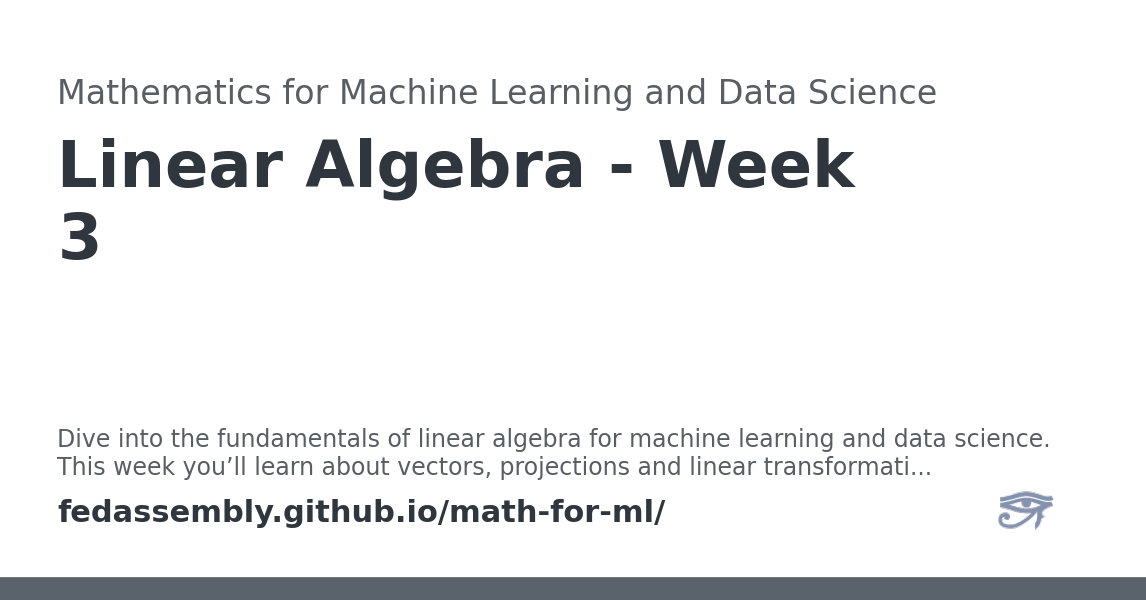 Mathematics for Machine Learning and Data Science
Linear Algebra - Week
3
Dive into the fundamentals of linear algebra for machine learning and data science.
This week you’ll learn about vectors, projections and linear transformati...
fedassembly.github.io/math-for-ml/